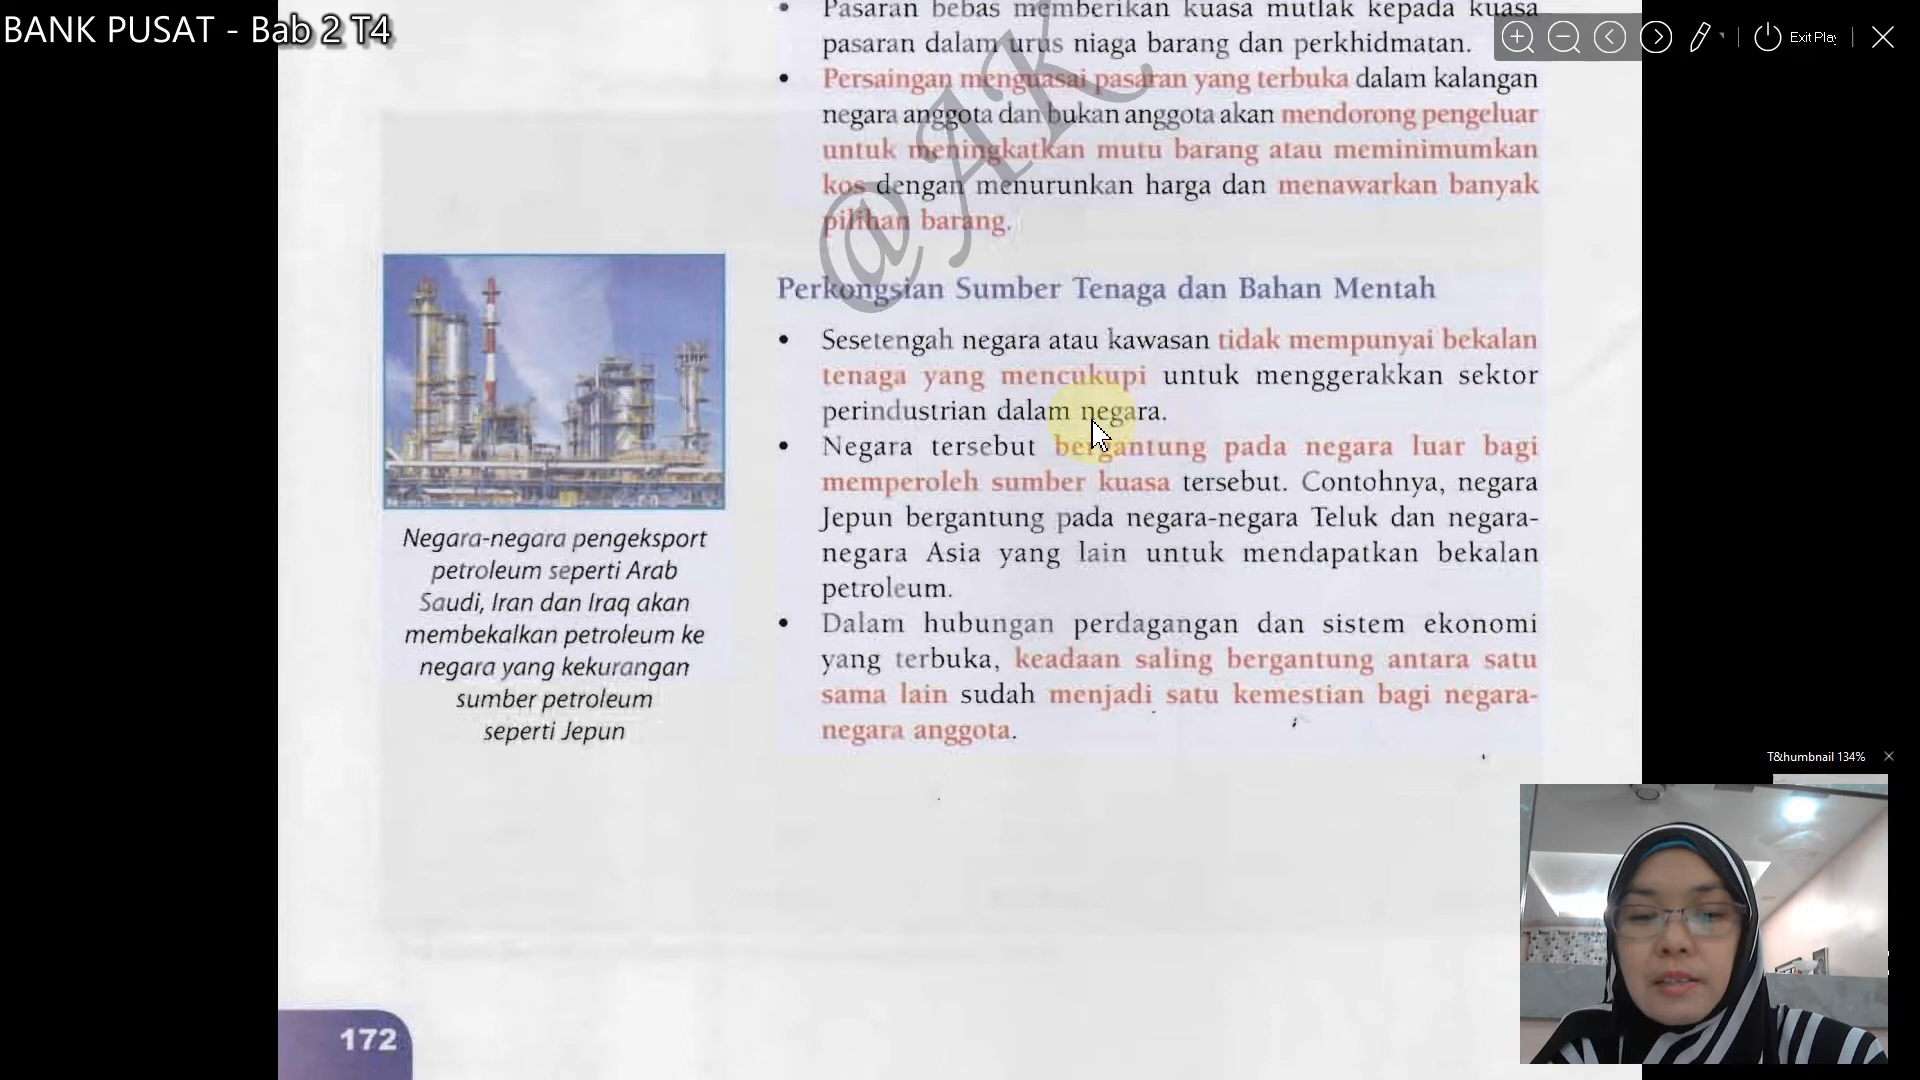 BANK PUSAT - Bab 2 T4
Pasaran bebas memberikan kuasa mutlak kepada kuasa
pasaran dalam urus niaga barang dan perkhidmatan.
• Persaingan menguasai pasaran yang terbuka dalam kalangan
negara anggota dan bukan anggota akan mendorong pengeluar
untuk meningkatkan mutu barang atau meminimumkan
kos dengan menurunkan harga dan menawarkan banyak
pilihan barang.
@AK
Perkongsian Sumber Tenaga dan Bahan Mentah
• Sesetengah negara atau kawasan tidak mempunyai bekalan
tenaga yang mencukupi untuk menggerakkan sektor
perindustrian dalam negara.
• Negara tersebut bergantung pada negara luar bagi
memperoleh sumber kuasa tersebut. Contohnya, negara
Jepun bergantung pada negara-negara Teluk dan negara-
negara Asia yang lain untuk mendapatkan bekalan
petroleum.
• Dalam hubungan perdagangan dan sistem ekonomi
yang terbuka, keadaan saling bergantung antara satu
sama lain sudah menjadi satu kemestian bagi negara-
negara anggota.
Negara-negara pengeksport
petroleum seperti Arab
Saudi, Iran dan Iraq akan
membekalkan petroleum ke
negara yang kekurangan
sumber petroleum
seperti Jepun
172
Exit Play
T&humbnail 134%